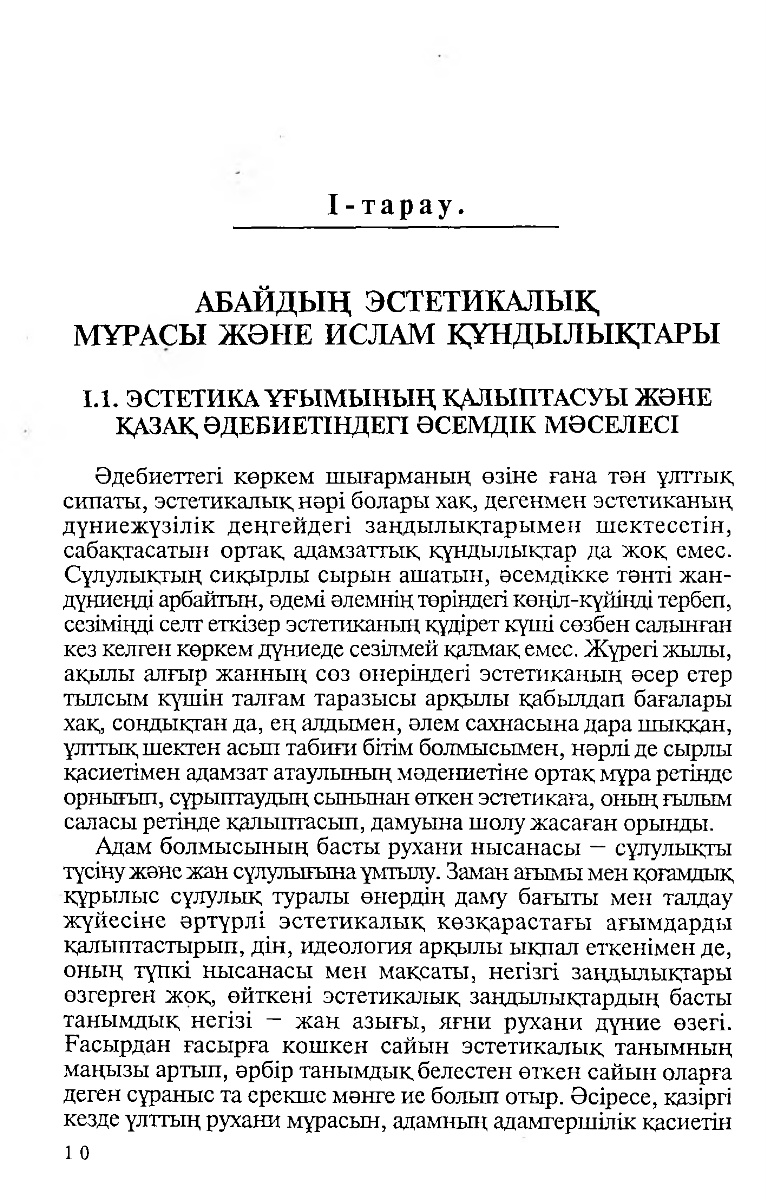 І-тарау.
АБАЙДЫҢ ЭСТЕТИКАЛЫҚ
МҰРАСЫ ЖӘНЕ ИСЛАМ ҚҰНДЫЛЫҚТАРЫ
І.1. ЭСТЕТИКА ҰҒЫМЫНЫҢ ҚАЛЫПТАСУЫ ЖӘНЕ
ҚАЗАҚ ӘДЕБИЕТІНДЕГІ ӘСЕМДІК МӘСЕЛЕСІ
Әдебиеттегі көркем шығарманың өзіне ғана тән ұлттық
сипаты, эстетикалық нәрі болары хақ, дегенмен эстетиканың
дүниежүзілік деңгейдегі заңдылықтарымен шектесетін,
сабақтасатын ортақ адамзаттық құндылықтар да жоқ емес.
Сұлулықтың сиқырлы сырын ашатын, әсемдікке тәнті жан-
дүниеңді арбайтын, әдемі әлемнің төріндегі көңіл-күйіңді тербеп,
сезіміңді селт еткізер эстетиканың құдірет күші сөзбен салынған
кез келген көркем дүниеде сезілмей қалмақ емес. Жүрегі жылы,
ақылы алғыр жанның сөз өнеріндегі эстетиканың әсер етер
тылсым күшін талғам таразысы арқылы қабылдап бағалары
хақ, сондықтан да, ең алдымен, әлем сахнасына дара шыққан,
ұлттық шектен асып табиғи бітім болмысымен, нәрлі де сырлы
қасиетімен адамзат атаулының мәдениетіне ортақ мұра ретінде
орнығып, сұрыптаудың сынынан өткен эстетикаға, оның ғылым
саласы ретінде қалыптасып, дамуына шолу жасаған орынды.
Адам болмысының басты рухани нысанасы – сұлулықты
түсіну және жан сұлулығына ұмтылу. Заман ағымы мен қоғамдық
құрылыс сұлулық туралы өнердің даму бағыты мен талдау
жүйесіне әртүрлі эстетикалық көзқарастағы ағымдарды
қалыптастырып, дін, идеология арқылы ықпал еткенімен де,
оның түпкі нысанасы мен мақсаты, негізгі заңдылықтары
өзгерген жоқ, өйткені эстетикалық заңдылықтардың басты
танымдық негізі – жан азығы, яғни рухани дүние өзегі.
Ғасырдан ғасырға көшкен сайын эстетикалық танымның
маңызы артып, әрбір танымдық белестен өткен сайын оларға
деген сұраныс та ерекше мәнге ие болып отыр. Әсіресе, қазіргі
кезде ұлттың рухани мұрасын, адамның адамгершілік қасиетін
10